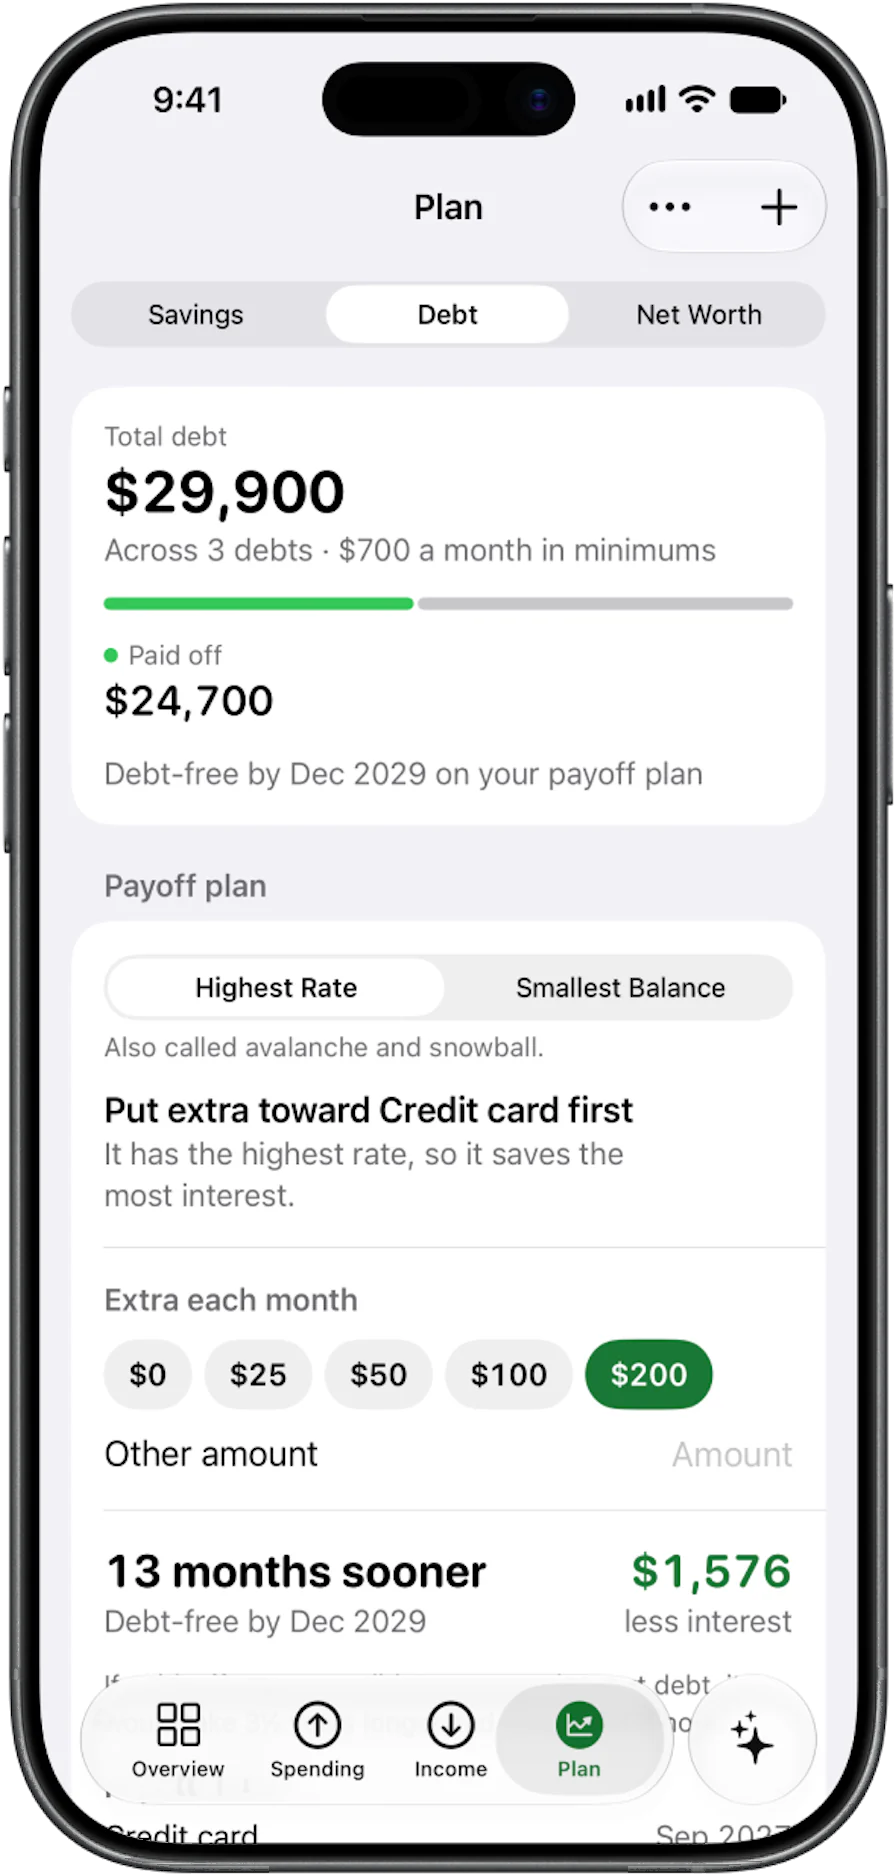 9:41
Plan
Savings
Debt
Net Worth
Total debt
$29,900
Across 3 debts · $700 a month in minimums
Paid off
$24,700
Debt-free by Dec 2029 on your payoff plan
Payoff plan
Highest Rate
Smallest Balance
Also called avalanche and snowball.
Put extra toward Credit card first
It has the highest rate, so it saves the
most interest.
Extra each month
$0
$25
$50
$100
$200
Other amount
Amount
13 months sooner
$1,576
Debt-free by Dec 2029
less interest
debt
Overview
Spending
Income
Plan
Credit card
Sep 2027